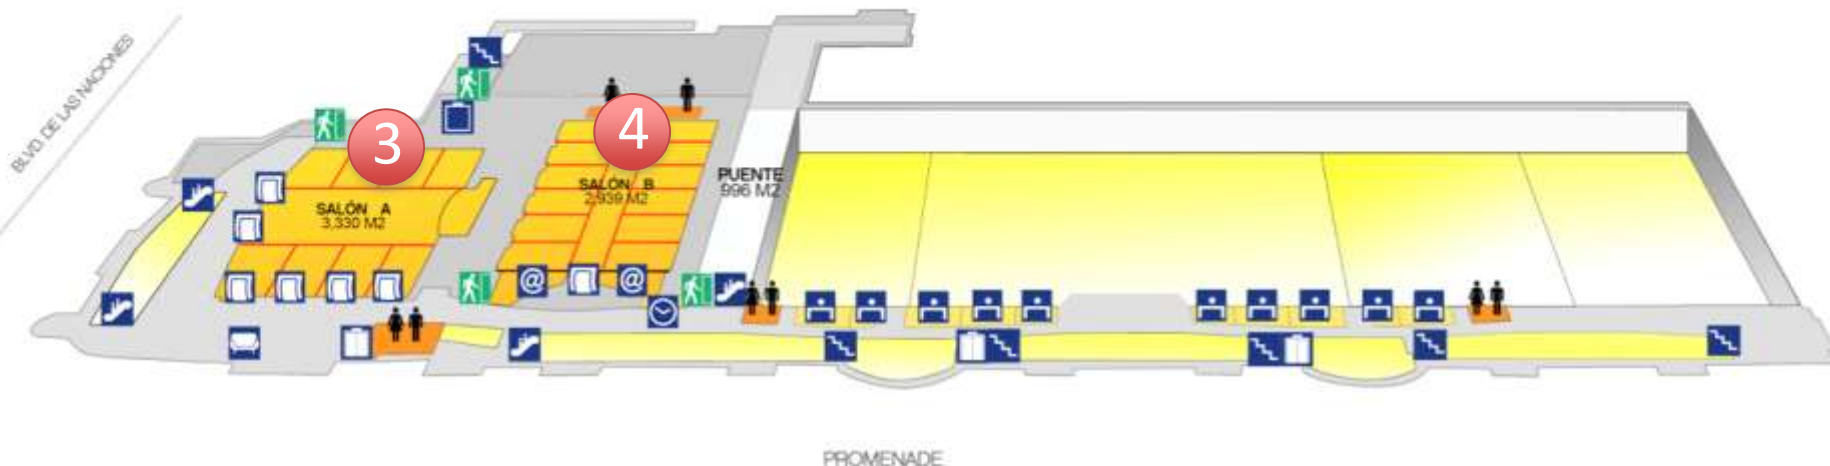 BLVD. DE LAS NACIONES
3
4
SALÓN A
3,330 M2
SALÓN B
2,939 M2
PUENTE
996 M2
@
@
PROMENADE